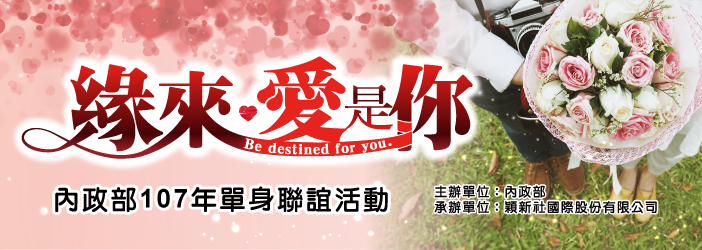 緣來愛是你
Be destined for you.
內政部107年單身聯誼活動
主辦單位：內政部
承辦單位：穎新社國際股份有限公司